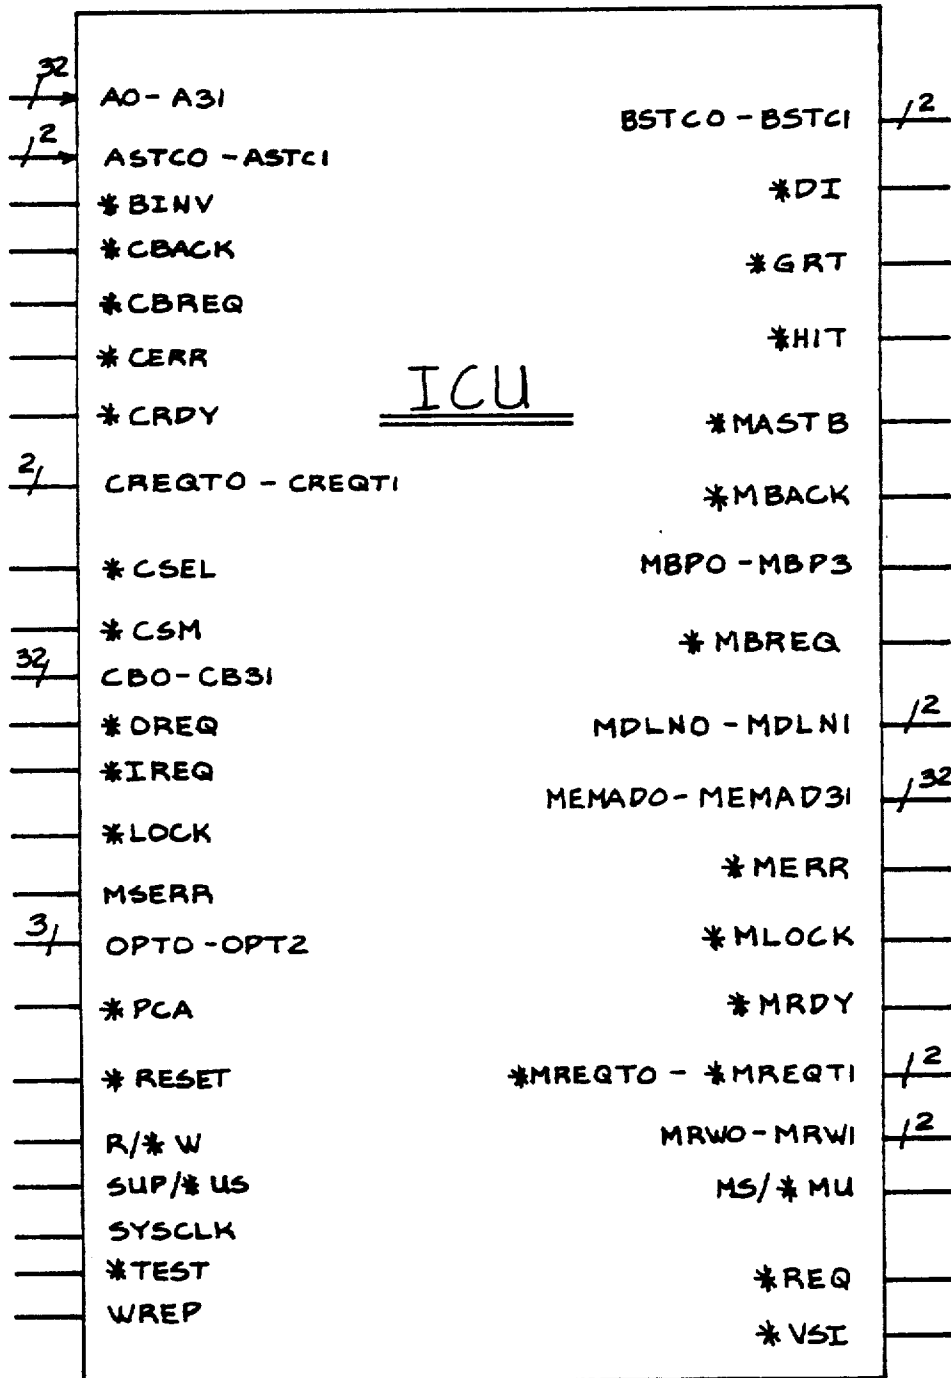 32
A0-A31
2
ASTC0-ASTC1
*BINV
*CBACK
*CBREQ
*CERR
*CRDY
2
CREQT0-CREQT1
*CSEL
*CSM
32
CB0-CB31
*DREQ
*IREQ
*LOCK
MSERR
3
OPT0-OPT2
*PCA
*RESET
R/*W
SUP/*US
SYSCLK
*TEST
WREP
ICU
BSTC0-BSTC1
2
*DI
*GRT
*HIT
*MASTB
*MBACK
MBP0-MBP3
*MBREQ
MDLN0-MDLN1
2
MEMAD0-MEMAD31
32
*MERR
*MLOCK
*MRDY
*MREQT0-*MREQT1
2
MRW0-MRW1
2
MS/*MU
*REQ
*VSI